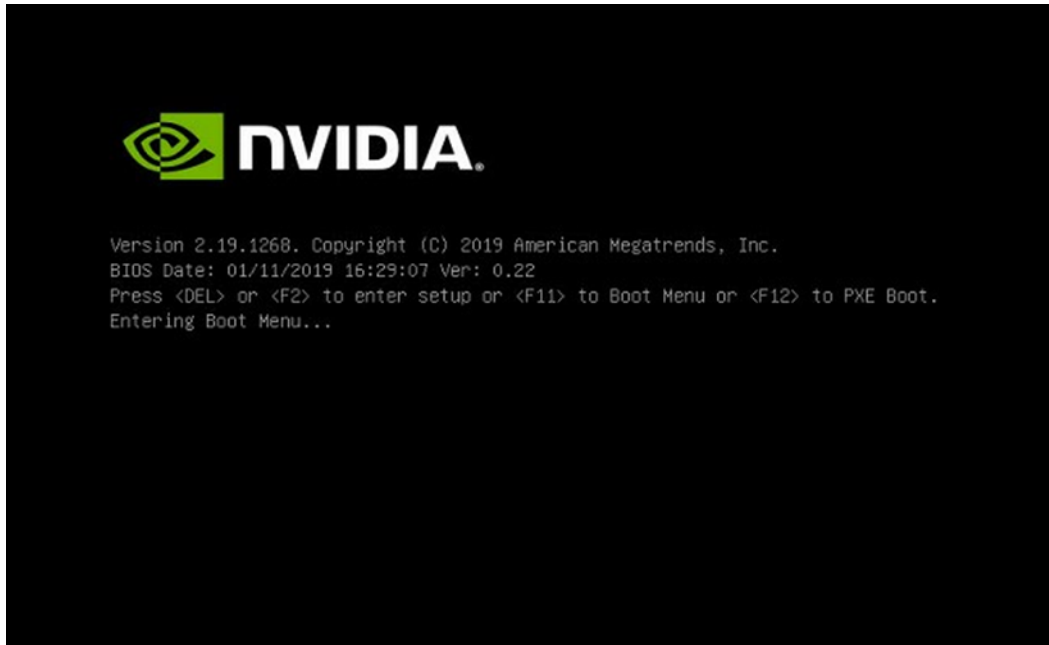 NVIDIA.
Version 2.19.1268. Copyright (C) 2019 American Megatrends, Inc.
BIOS Date: 01/11/2019 16:29:07 Ver: 0.22
Press <DEL> or <F2> to enter setup or <F11> to Boot Menu or <F12> to PXE Boot.
Entering Boot Menu...